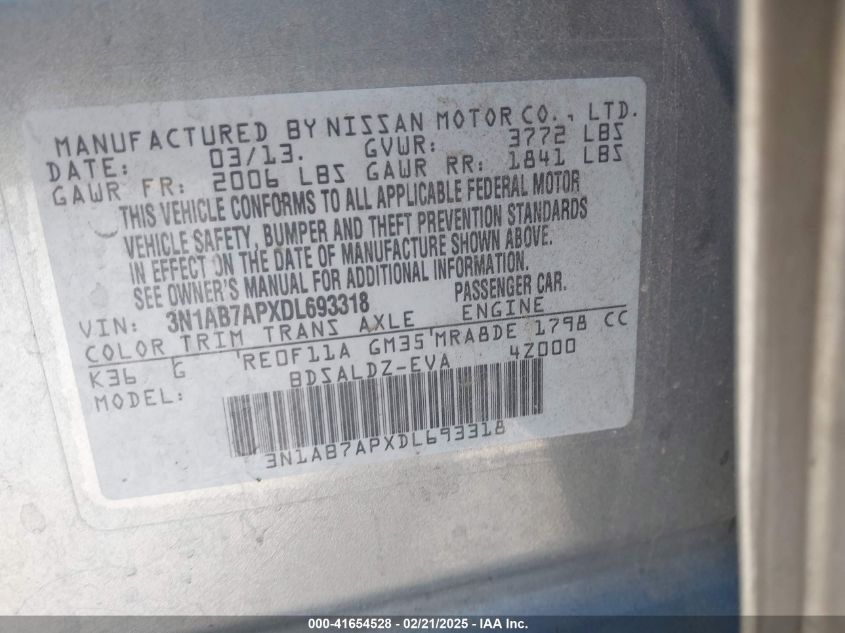 MANUFACTURED BY NISSAN MOTOR CO., LTD.
DATE: 03/13. GVWR: 3772 LBS
GAWR FR: 2006 LBS GAWR RR: 1841 LBS
THIS VEHICLE CONFORMS TO ALL APPLICABLE FEDERAL MOTOR
VEHICLE SAFETY, BUMPER AND THEFT PREVENTION STANDARDS
IN EFFECT ON THE DATE OF MANUFACTURE SHOWN ABOVE.
SEE OWNER'S MANUAL FOR ADDITIONAL INFORMATION.
VIN: 3N1AB7APXDL693318 PASSENGER CAR.
COLOR TRIM TRANS AXLE ENGINE
K36 G RE0F11A GM35 MRA8DE 1798 CC
MODEL: BDSALDZ-EVA 4Z000
3N1AB7APXDL693318
000-41654528 - 02/21/2025 - IAA Inc.